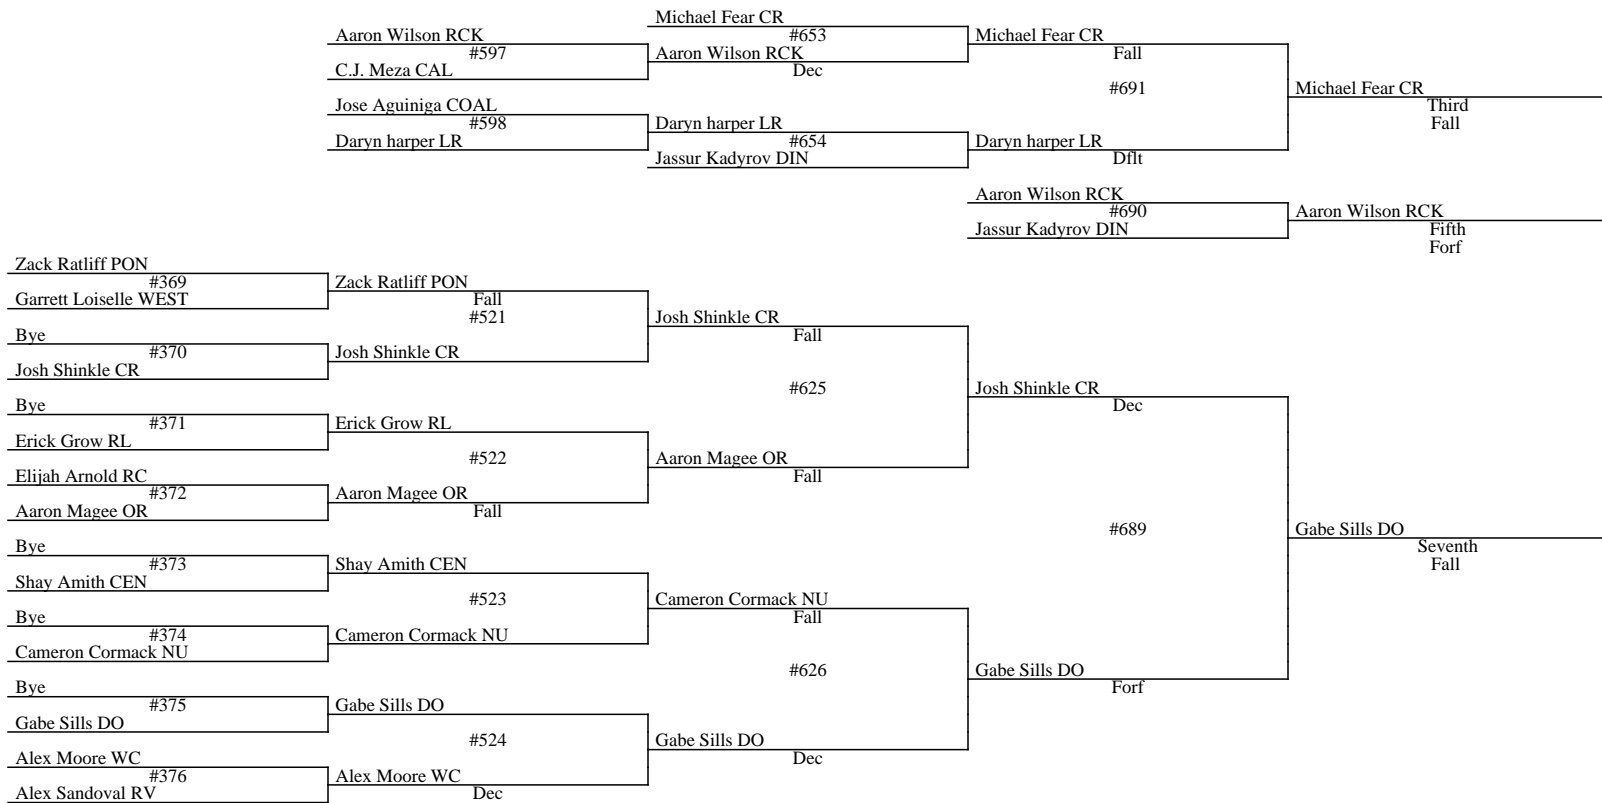 Michael Fear CR
#653
Aaron Wilson RCK
Michael Fear CR
#597
Aaron Wilson RCK
Fall
C.J. Meza CAL
Dec
#691
Michael Fear CR
Jose Aguiniga COAL
Third
#598
Daryn harper LR
Fall
Daryn harper LR
#654
Daryn harper LR
Jassur Kadyrov DIN
Dflt
Aaron Wilson RCK
#690
Aaron Wilson RCK
Jassur Kadyrov DIN
Fifth
Forf
Zack Ratliff PON
#369
Zack Ratliff PON
Garrett Loiselle WEST
Fall
#521
Josh Shinkle CR
Bye
Fall
#370
Josh Shinkle CR
Josh Shinkle CR
#625
Josh Shinkle CR
Bye
Dec
#371
Erick Grow RL
Erick Grow RL
#522
Aaron Magee OR
Elijah Arnold RC
Fall
#372
Aaron Magee OR
Aaron Magee OR
Fall
#689
Gabe Sills DO
Bye
Seventh
#373
Shay Amith CEN
Fall
Shay Amith CEN
#523
Cameron Cormack NU
Bye
Fall
#374
Cameron Cormack NU
Cameron Cormack NU
#626
Gabe Sills DO
Bye
Forf
#375
Gabe Sills DO
Gabe Sills DO
#524
Gabe Sills DO
Alex Moore WC
Dec
#376
Alex Moore WC
Alex Sandoval RV
Dec